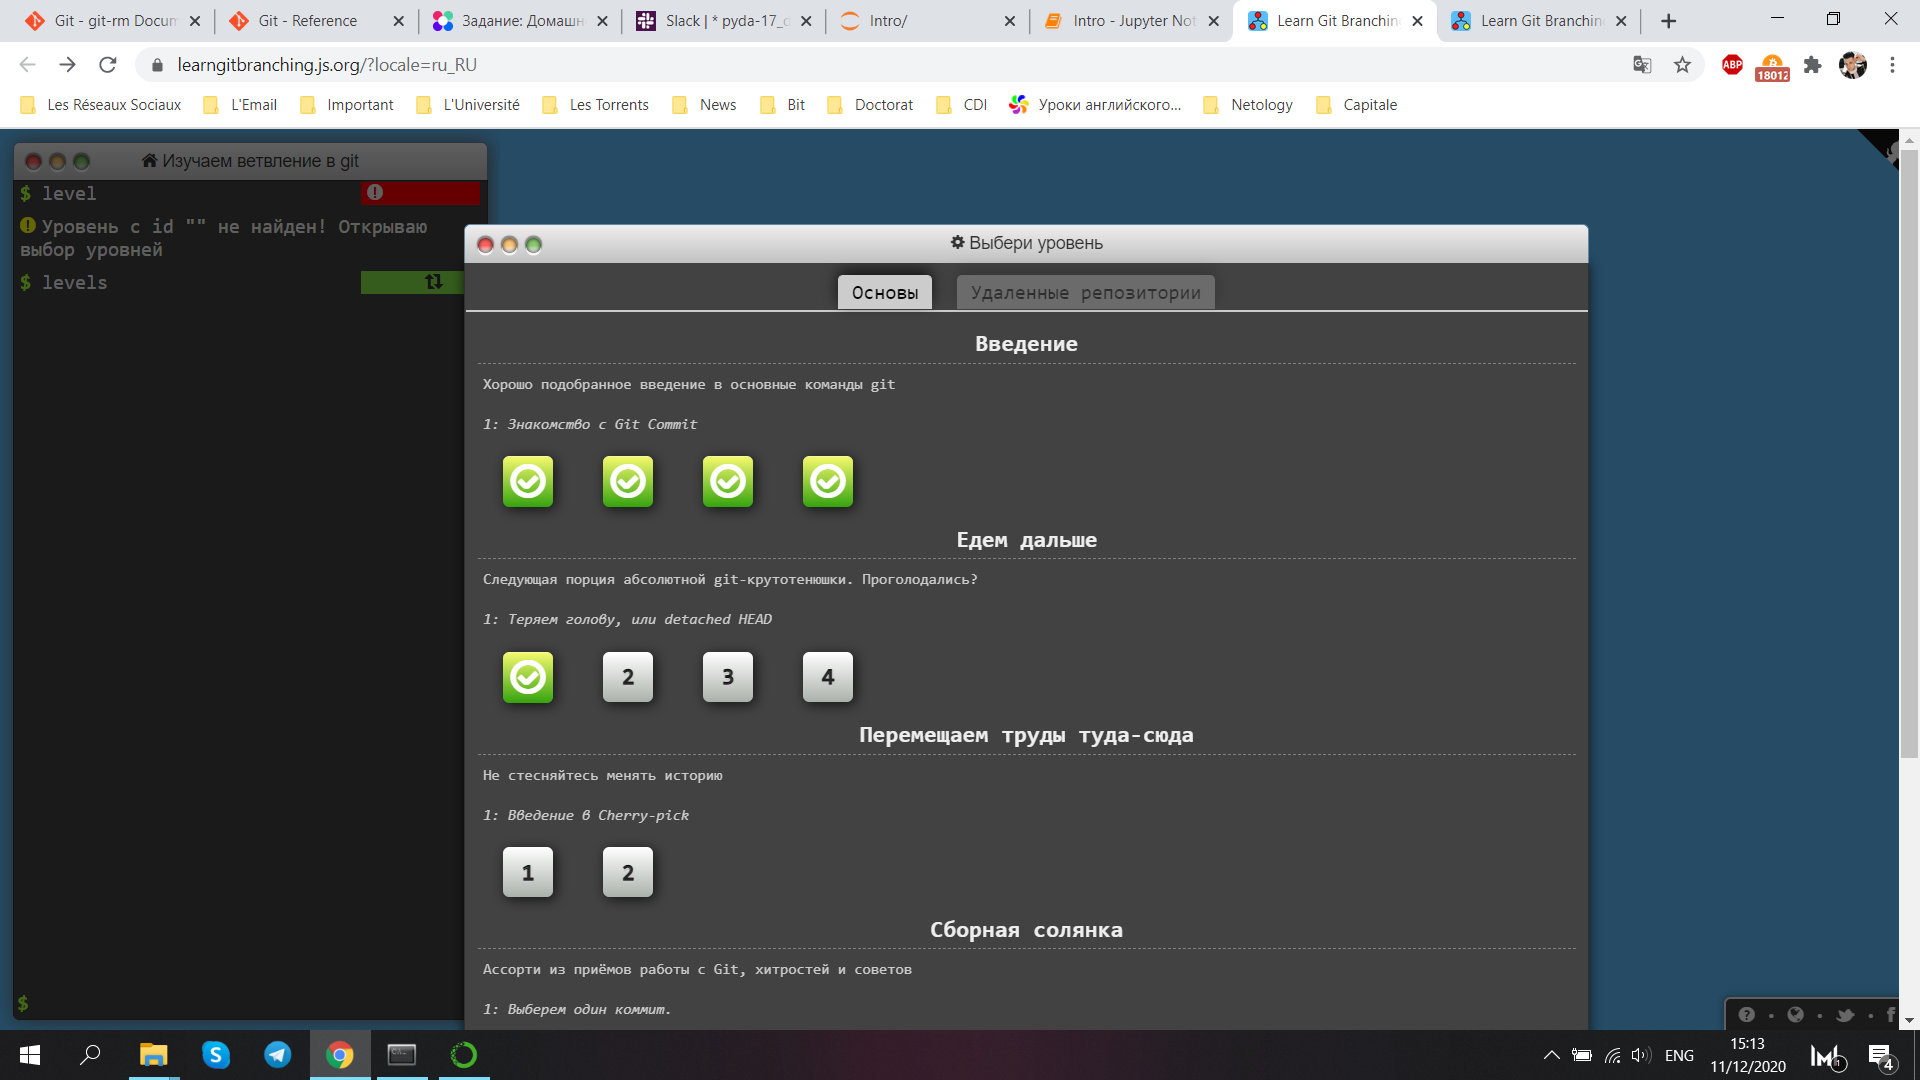 Git - git-rm Docum
Git - Reference
Задание: Домашн
Slack | * pyda-17_c
Intro/
Intro - Jupyter Not
Learn Git Branchin
Learn Git Branchin
learngitbranching.js.org/?locale=ru_RU
ABP
18012
Les Réseaux Sociaux
L'Email
Important
L'Université
Les Torrents
News
Bit
Doctorat
CDI
Уроки английского...
Netology
Capitale
Изучаем ветвление в git
$ level
Уровень с id "" не найден! Открываю
выбор уровней
$ levels
$
Выбери уровень
Основы
Удаленные репозитории
Введение
Хорошо подобранное введение в основные команды git
1: Знакомство с Git Commit
Едем дальше
Следующая порция абсолютной git-крутотенюшки. Проголодались?
1: Теряем голову, или detached HEAD
2 3 4
Перемещаем труды туда-сюда
Не стесняйтесь менять историю
1: Введение в Cherry-pick
1 2
Сборная солянка
Ассорти из приёмов работы с Git, хитростей и советов
1: Выберем один коммит.
ENG
15:13
11/12/2020
4